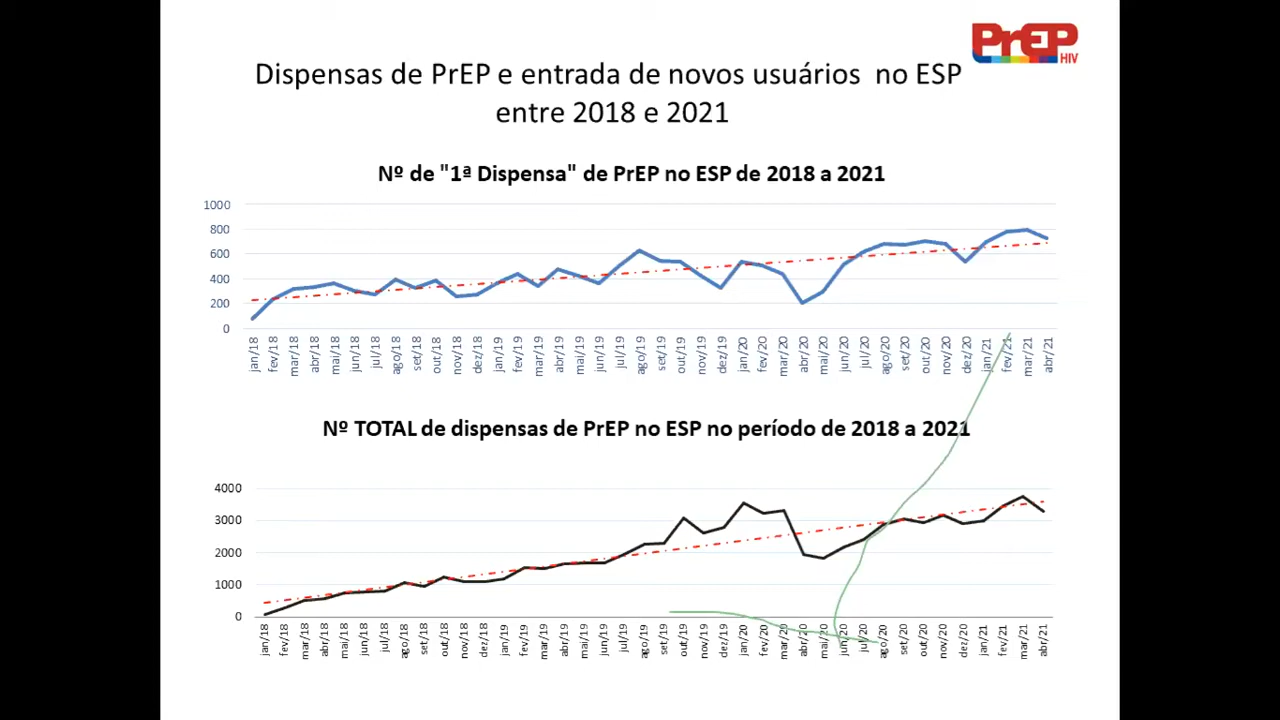 PrEP
HIV
Dispensas de PrEP e entrada de novos usuários no ESP
entre 2018 e 2021
Nº de "1ª Dispensa" de PrEP no ESP de 2018 a 2021
1000
800
600
400
200
0
jan/18 fev/18 mar/18 abr/18 mai/18 jun/18 jul/18 ago/18 set/18 out/18 nov/18 dez/18 jan/19 fev/19 mar/19 abr/19 mai/19 jun/19 jul/19 ago/19 set/19 out/19 nov/19 dez/19 jan/20 fev/20 mar/20 abr/20 mai/20 jun/20 jul/20 ago/20 set/20 out/20 nov/20 dez/20 jan/21 fev/21 mar/21 abr/21
Nº TOTAL de dispensas de PrEP no ESP no período de 2018 a 2021
4000
3000
2000
1000
0
jan/18 fev/18 mar/18 abr/18 mai/18 jun/18 jul/18 ago/18 set/18 out/18 nov/18 dez/18 jan/19 fev/19 mar/19 abr/19 mai/19 jun/19 jul/19 ago/19 set/19 out/19 nov/19 dez/19 jan/20 fev/20 mar/20 abr/20 mai/20 jun/20 jul/20 ago/20 set/20 out/20 nov/20 dez/20 jan/21 fev/21 mar/21 abr/21